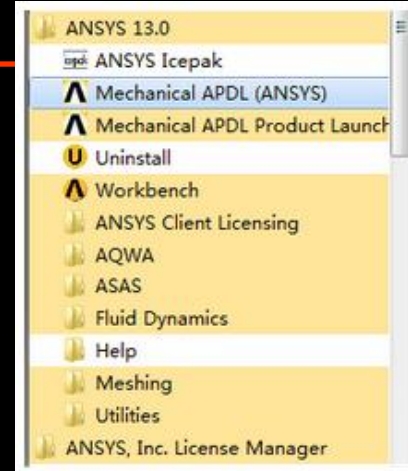 ANSYS 13.0
ANSYS Icepak
Mechanical APDL (ANSYS)
Mechanical APDL Product Launch
Uninstall
Workbench
ANSYS Client Licensing
AQWA
ASAS
Fluid Dynamics
Help
Meshing
Utilities
ANSYS, Inc. License Manager